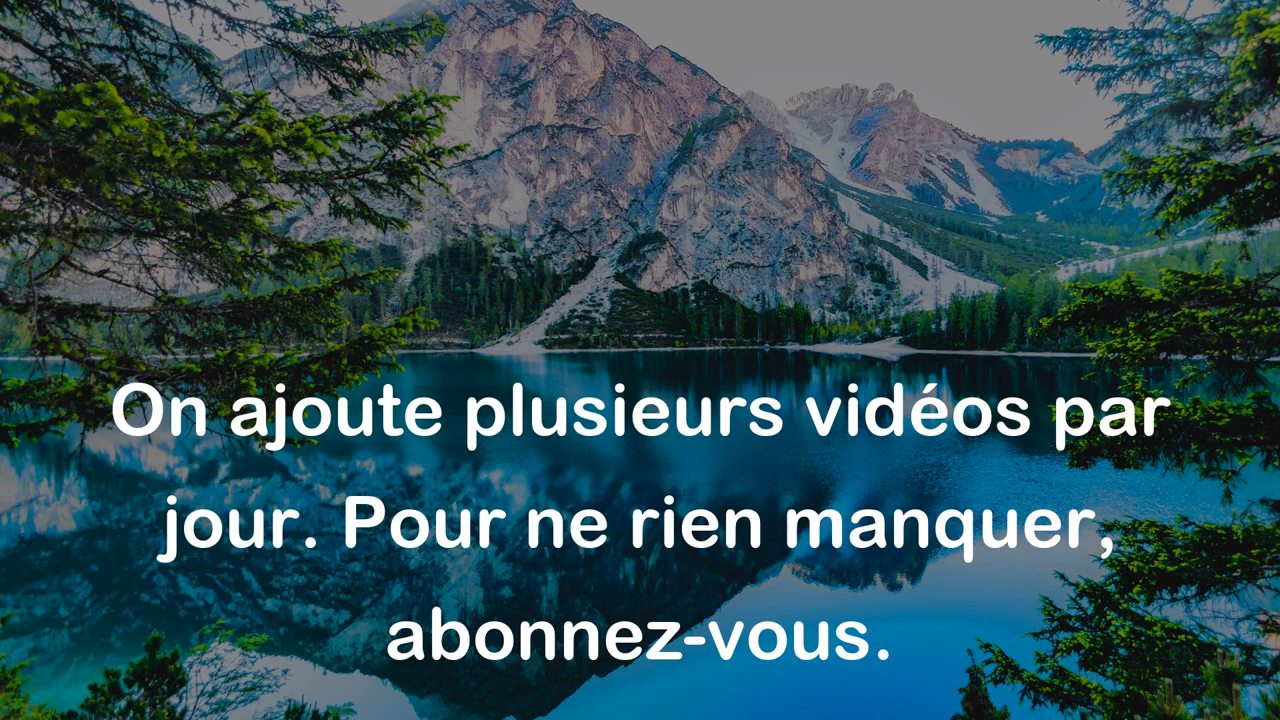 On ajoute plusieurs vidéos par
jour. Pour ne rien manquer,
abonnez-vous.